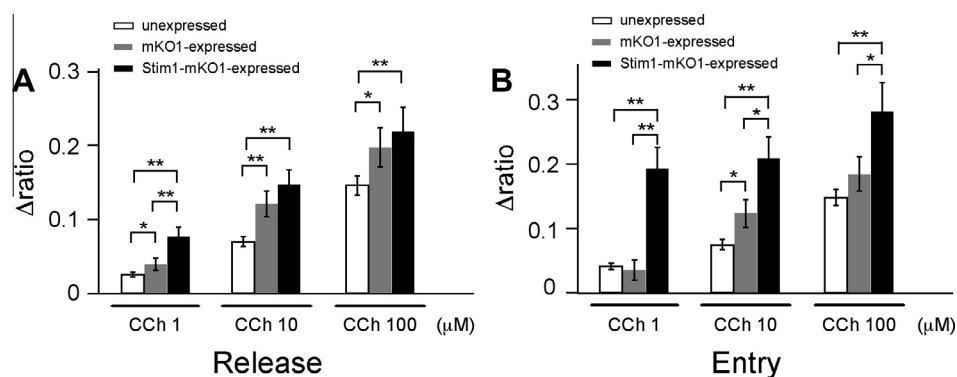 unexpressed
mKO1-expressed
Stim1-mKO1-expressed
A
0.3
0.2
0.1
0
Δratio
*
**
**
**
**
*
**
CCh 1
CCh 10
CCh 100
(μM)
Release
unexpressed
mKO1-expressed
Stim1-mKO1-expressed
B
0.3
0.2
0.1
0
Δratio
**
**
*
**
*
**
*
CCh 1
CCh 10
CCh 100
(μM)
Entry